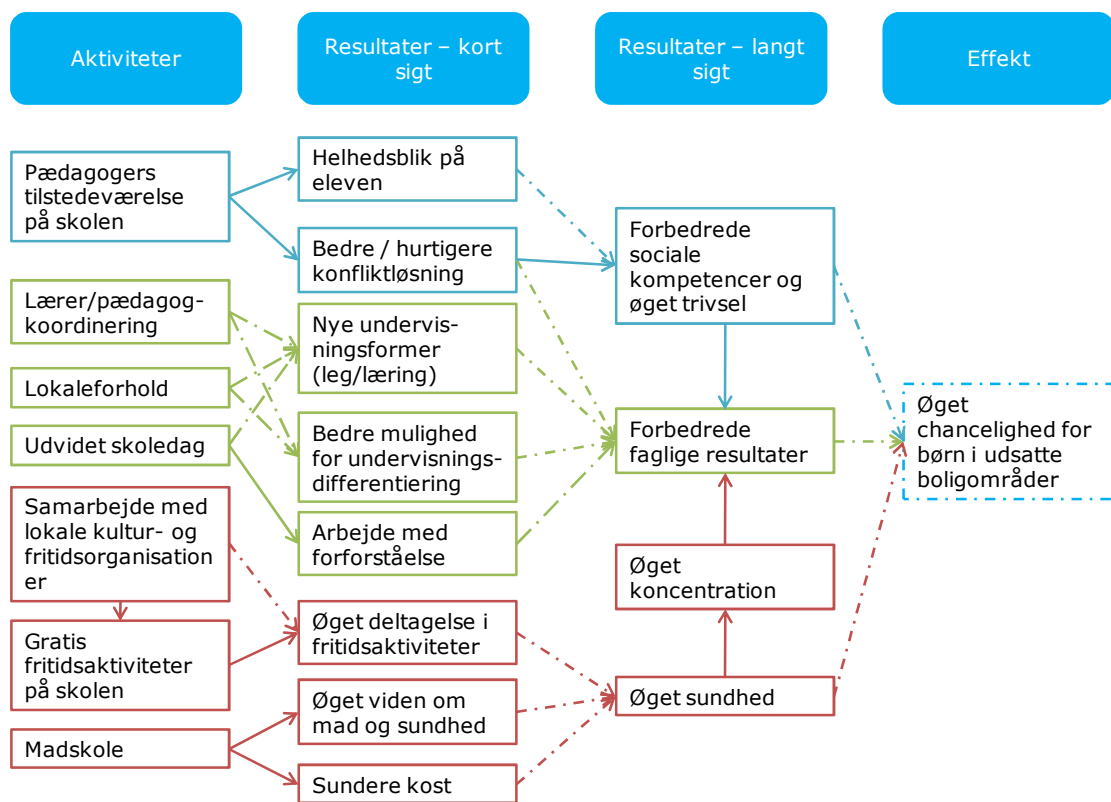 Aktiviteter
Resultater – kort
sigt
Resultater – langt
sigt
Effekt
Pædagogers
tilstedeværelse
på skolen
Lærer/pædagog-
koordinering
Lokaleforhold
Udvidet skoledag
Samarbejde med
lokale kultur- og
fritidsorganisation
er
Gratis
fritidsaktiviteter
på skolen
Madskole
Helhedsblik på
eleven
Bedre / hurtigere
konfliktløsning
Nye undervis-
ningsformer
(leg/læring)
Bedre mulighed
for undervisnings-
differentiering
Arbejde med
forforståelse
Øget deltagelse i
fritidsaktiviteter
Øget viden om
mad og sundhed
Sundere kost
Forbedrede
sociale
kompetencer og
øget trivsel
Forbedrede
faglige resultater
Øget
koncentration
Øget sundhed
Øget
chancelighed for
børn i udsatte
boligområder